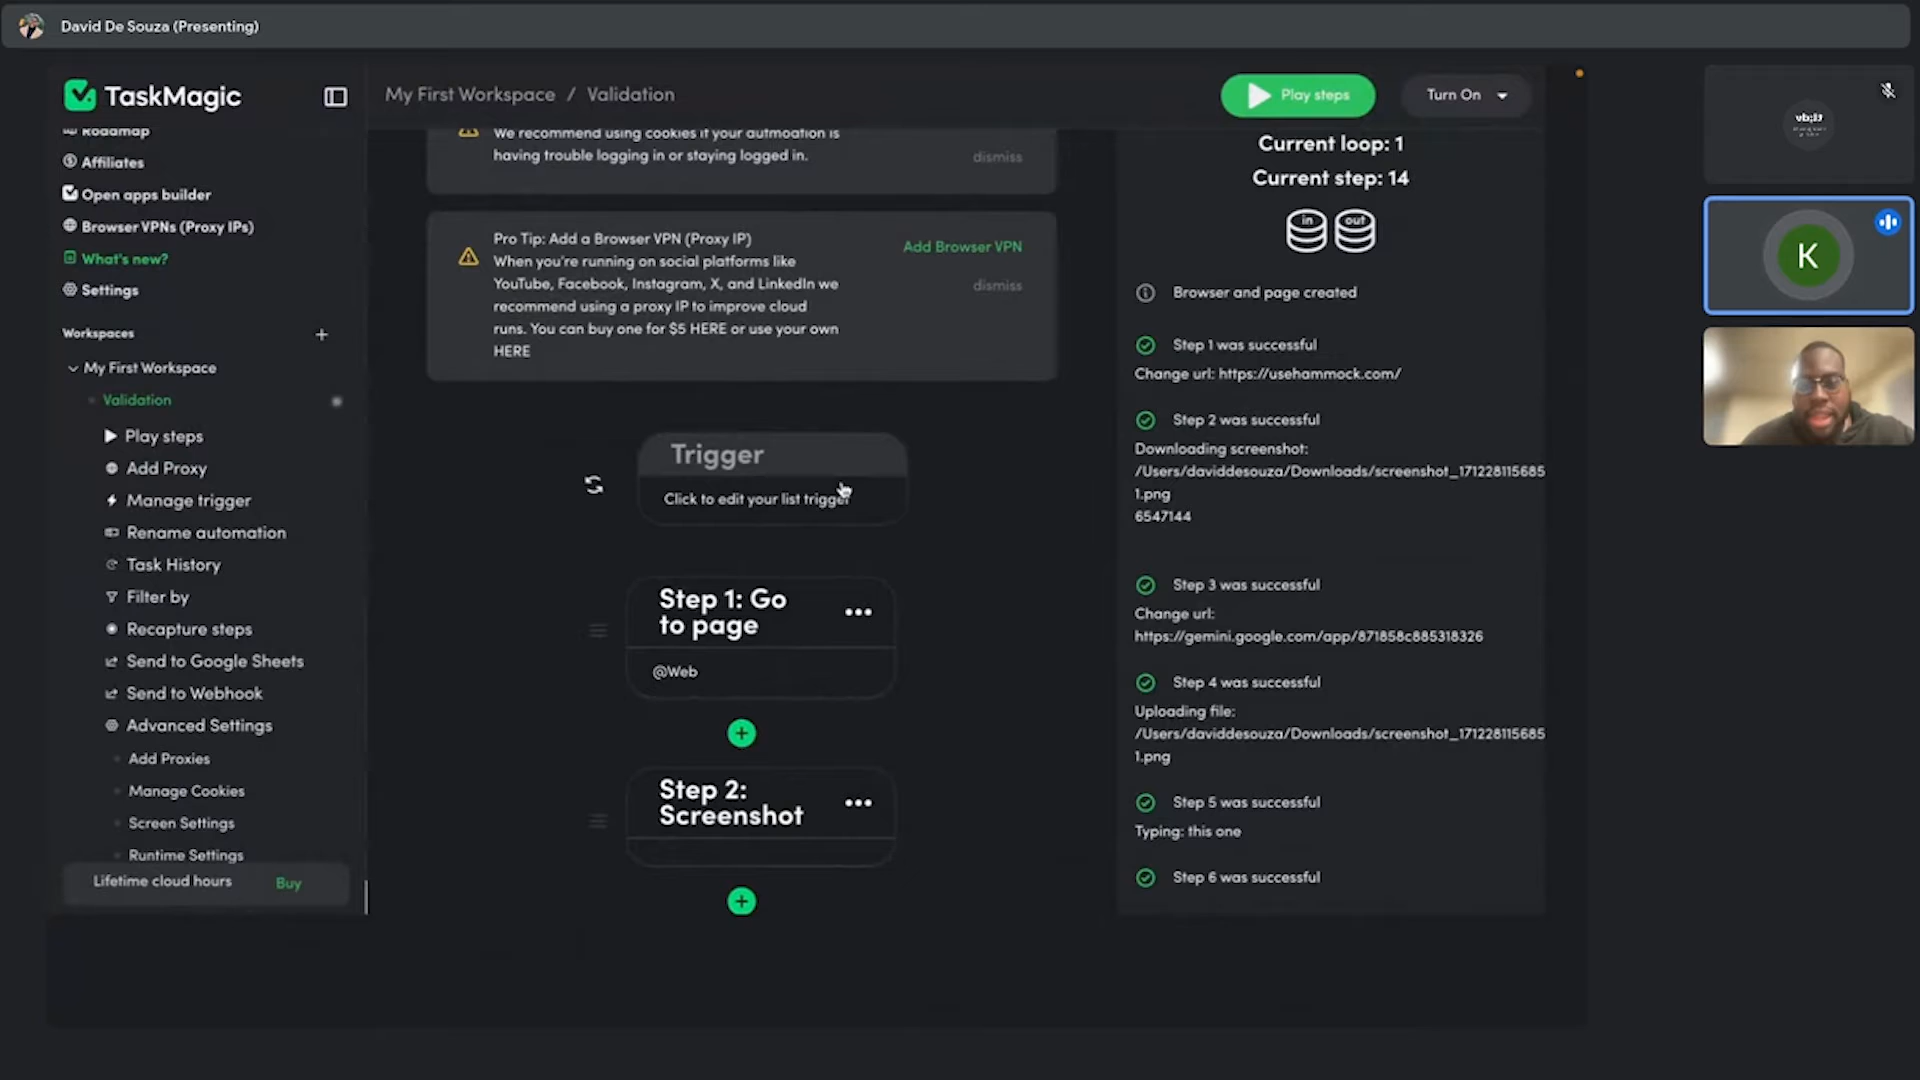 David De Souza (Presenting)
TaskMagic
Roadmap
Affiliates
Open apps builder
Browser VPNs (Proxy IPs)
What's new?
Settings
Workspaces
My First Workspace
Validation
Play steps
Add Proxy
Manage trigger
Rename automation
Task History
Filter by
Recapture steps
Send to Google Sheets
Send to Webhook
Advanced Settings
Add Proxies
Manage Cookies
Screen Settings
Runtime Settings
Lifetime cloud hours Buy
My First Workspace / Validation
Play steps
Turn On
We recommend using cookies if your autmoation is
having trouble logging in or staying logged in.
dismiss
Pro Tip: Add a Browser VPN (Proxy IP)
When you're running on social platforms like
YouTube, Facebook, Instagram, X, and LinkedIn we
recommend using a proxy IP to improve cloud
runs. You can buy one for $5 HERE or use your own
HERE
Add Browser VPN
dismiss
Trigger
Click to edit your list trigger
Step 1: Go
to page
@Web
Step 2:
Screenshot
Current loop: 1
Current step: 14
in out
Browser and page created
Step 1 was successful
Change url: https://usehammock.com/
Step 2 was successful
Downloading screenshot:
/Users/daviddesouza/Downloads/screenshot_171228115685
1.png
6547144
Step 3 was successful
Change url:
https://gemini.google.com/app/871858c885318326
Step 4 was successful
Uploading file:
/Users/daviddesouza/Downloads/screenshot_171228115685
1.png
Step 5 was successful
Typing: this one
Step 6 was successful
K